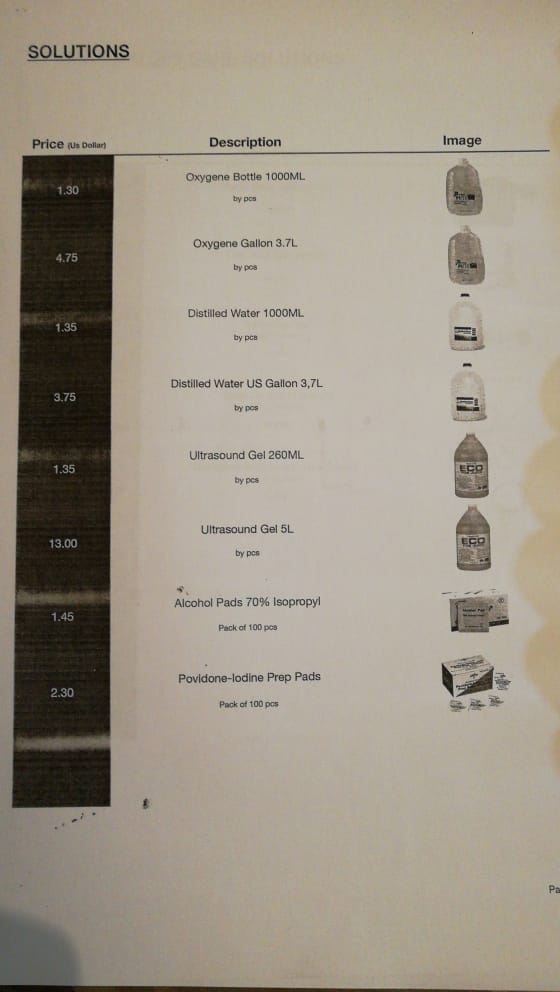 SOLUTIONS
Price (Us Dollar) Description Image
1.30 Oxygene Bottle 1000ML
by pcs
4.75 Oxygene Gallon 3.7L
by pcs
1.35 Distilled Water 1000ML
by pcs
3.75 Distilled Water US Gallon 3,7L
by pcs
1.35 Ultrasound Gel 260ML
by pcs
ECO
13.00 Ultrasound Gel 5L
by pcs
ECO
1.45 Alcohol Pads 70% Isopropyl
Pack of 100 pcs
2.30 Povidone-Iodine Prep Pads
Pack of 100 pcs
Pa